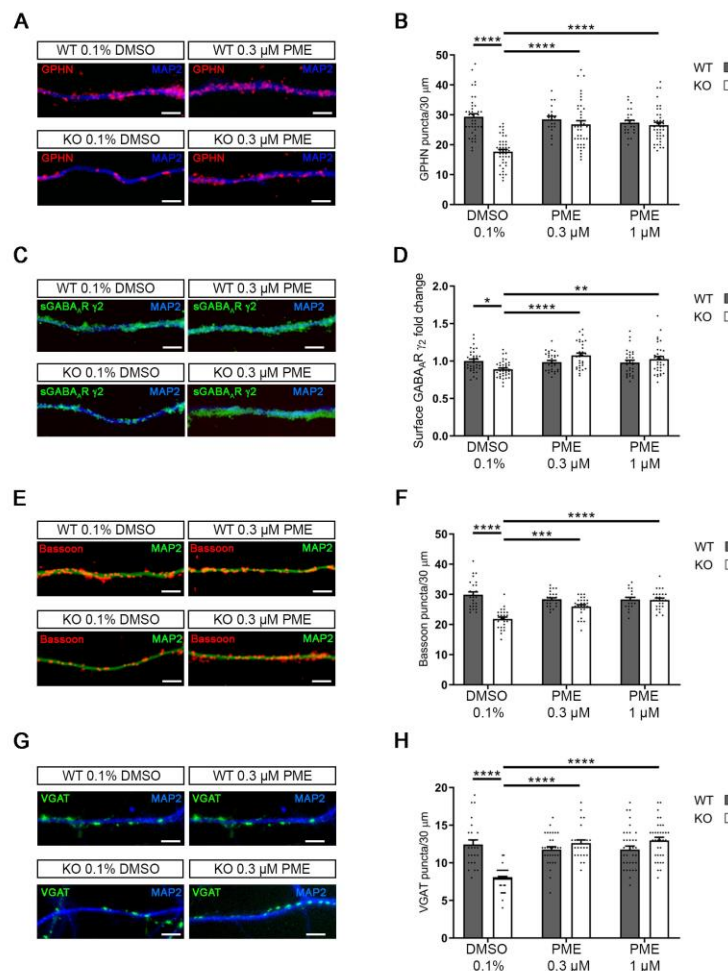 A
WT 0.1% DMSO
WT 0.3 µM PME
GPHN
MAP2
GPHN
MAP2
KO 0.1% DMSO
KO 0.3 µM PME
GPHN
MAP2
GPHN
MAP2
B
****
****
****
WT
KO
GPHN puncta/30 µm
50
40
30
20
10
0
DMSO
0.1%
PME
0.3 µM
PME
1 µM
C
WT 0.1% DMSO
WT 0.3 µM PME
sGABAAR γ2
MAP2
sGABAAR γ2
MAP2
KO 0.1% DMSO
KO 0.3 µM PME
sGABAAR γ2
MAP2
sGABAAR γ2
MAP2
D
**
*
****
WT
KO
Surface GABAAR γ2 fold change
2.0
1.5
1.0
0.5
0.0
DMSO
0.1%
PME
0.3 µM
PME
1 µM
E
WT 0.1% DMSO
WT 0.3 µM PME
Bassoon
MAP2
Bassoon
MAP2
KO 0.1% DMSO
KO 0.3 µM PME
Bassoon
MAP2
Bassoon
MAP2
F
****
****
***
WT
KO
Bassoon puncta/30 µm
50
40
30
20
10
0
DMSO
0.1%
PME
0.3 µM
PME
1 µM
G
WT 0.1% DMSO
WT 0.3 µM PME
VGAT
MAP2
VGAT
MAP2
KO 0.1% DMSO
KO 0.3 µM PME
VGAT
MAP2
VGAT
MAP2
H
****
****
****
WT
KO
VGAT puncta/30 µm
20
15
10
5
0
DMSO
0.1%
PME
0.3 µM
PME
1 µM